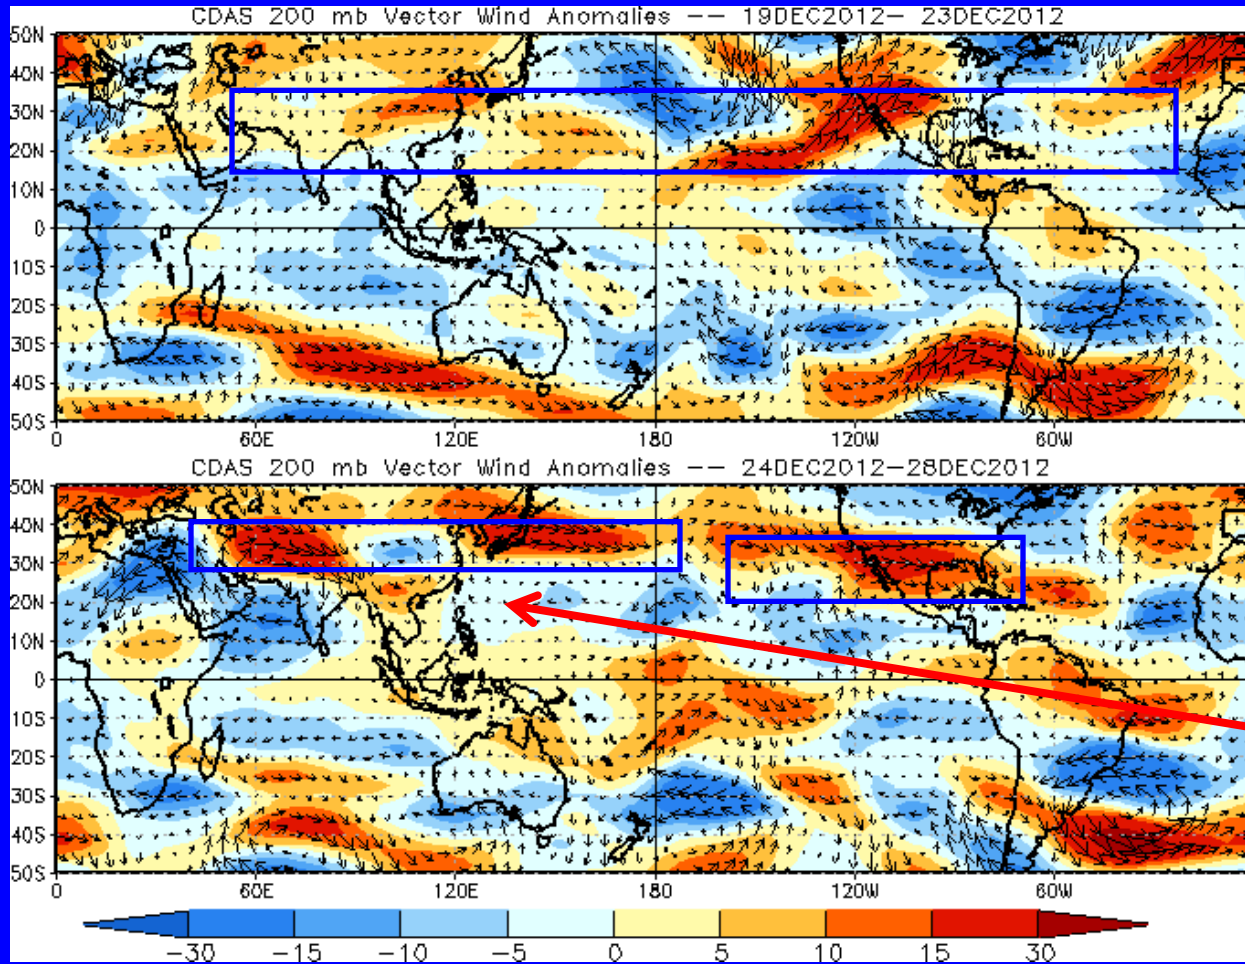 CDAS 200 mb Vector Wind Anomalies -- 19DEC2012- 23DEC2012
50N
40N
30N
20N
10N
0
10S
20S
30S
40S
50S
0 60E 120E 180 120W 60W
CDAS 200 mb Vector Wind Anomalies -- 24DEC2012-28DEC2012
50N
40N
30N
20N
10N
0
10S
20S
30S
40S
50S
0 60E 120E 180 120W 60W
-30 -15 -10 -5 0 5 10 15 30